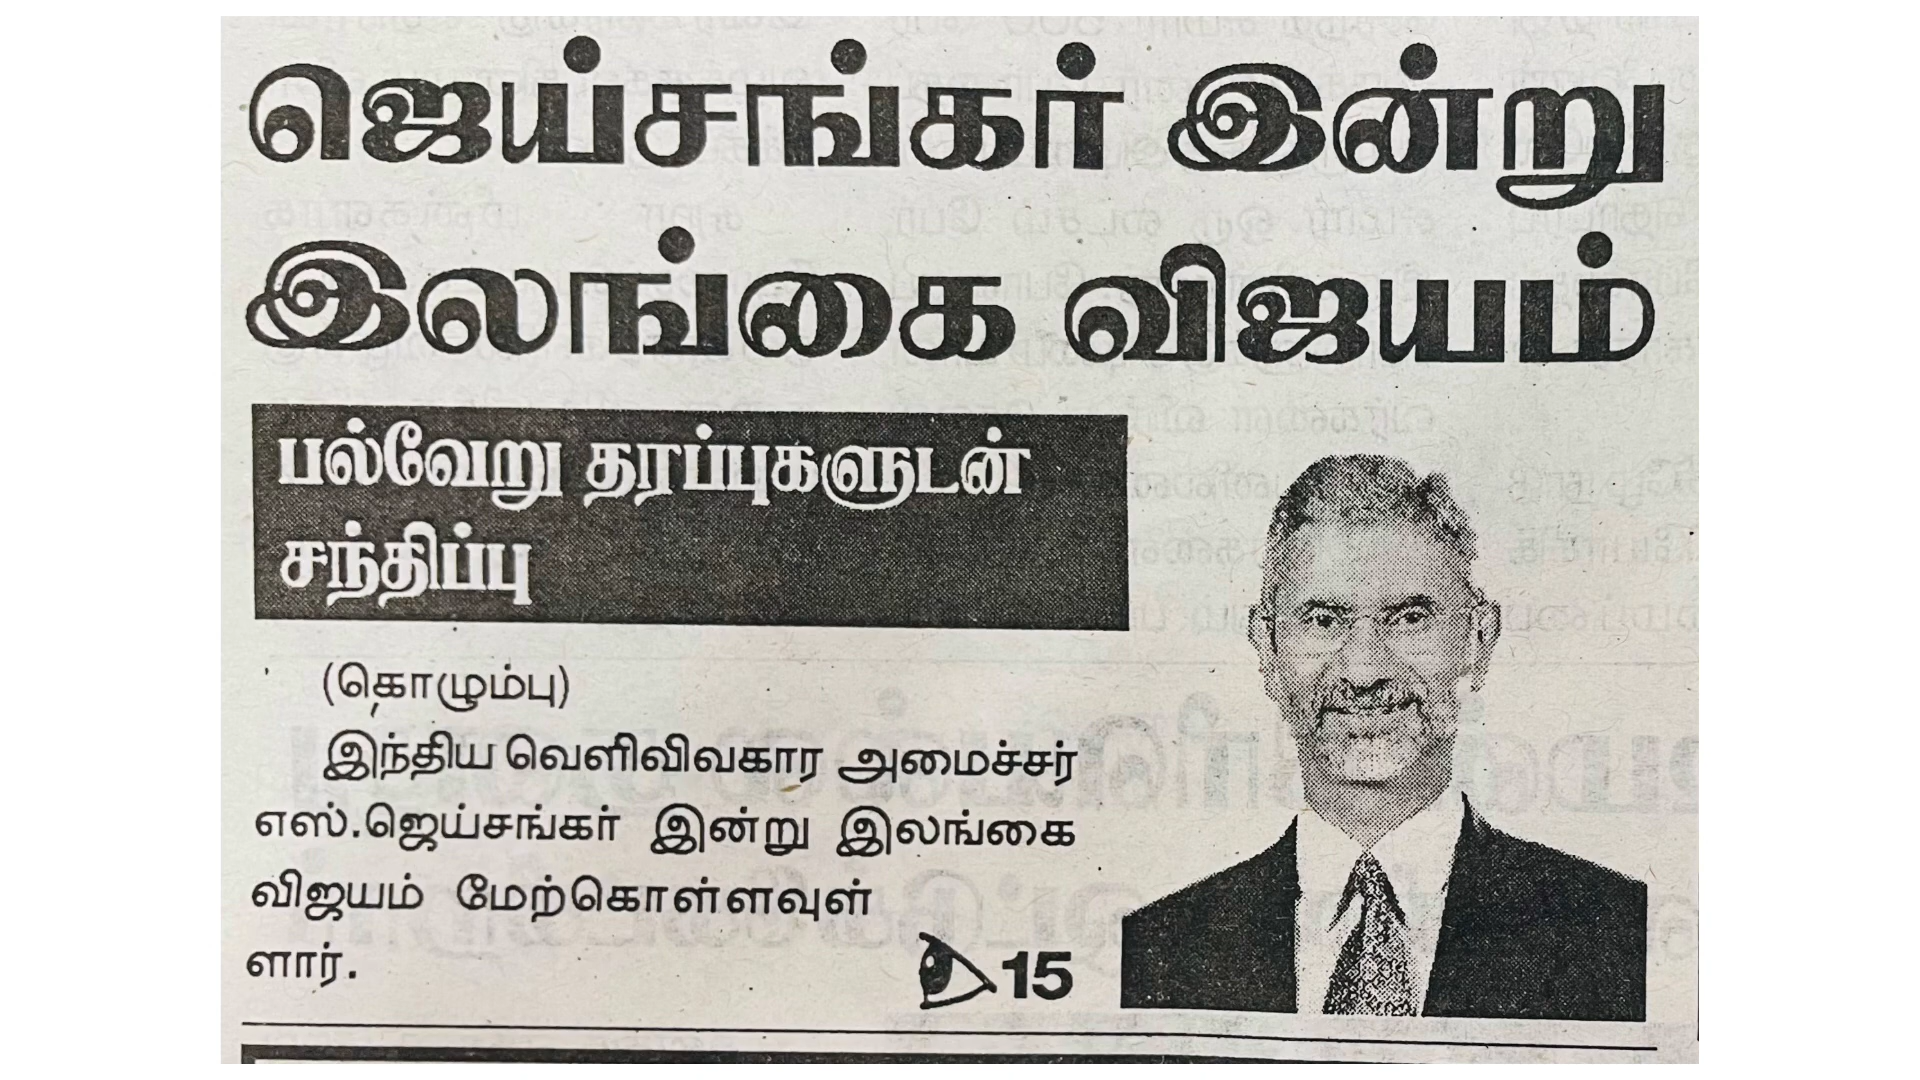 ஜெய்சங்கர் இன்று
இலங்கை விஜயம்
பல்வேறு தரப்புகளுடன்
சந்திப்பு
(கொழும்பு)
இந்திய வெளிவிவகார அமைச்சர்
எஸ்.ஜெய்சங்கர் இன்று இலங்கை
விஜயம் மேற்கொள்ளவுள்
ளார்.
15